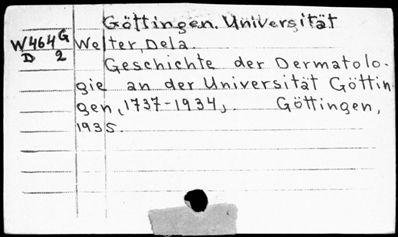 Göttingen. Universität
W464G Welter, Dela.
D 2
Geschichte der Dermatolo-
gie an der Universität Göttin-
gen, 1737-1934. Göttingen,
1935.